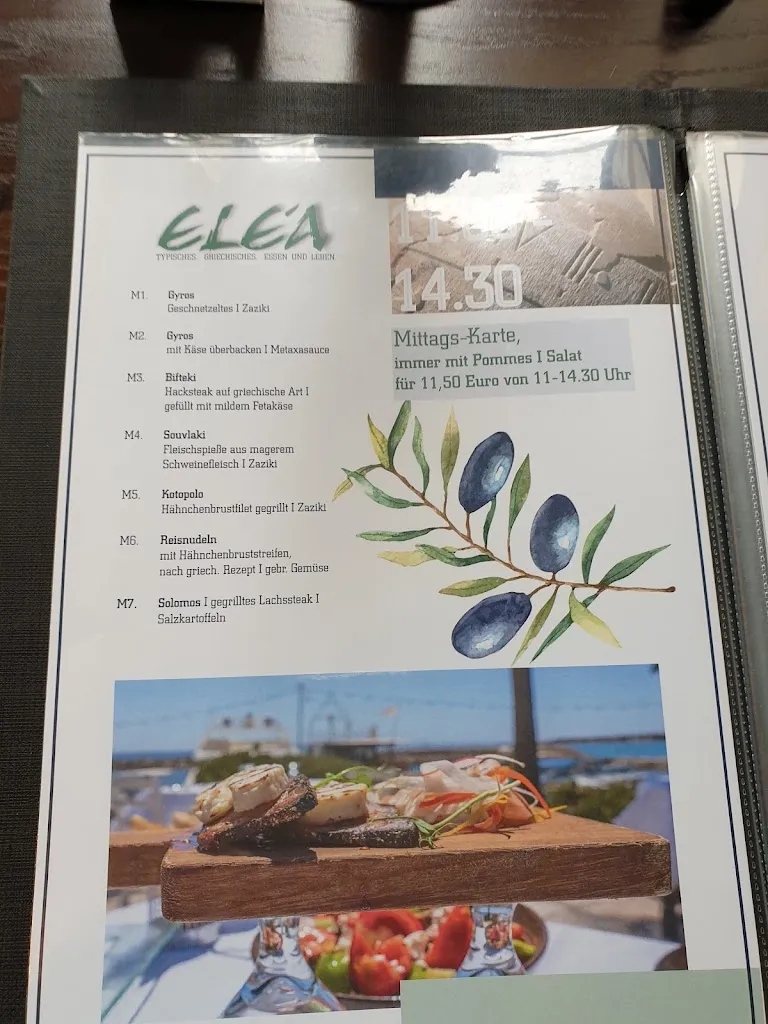 ELEA
TYPISCHES. GRIECHISCHES. ESSEN UND LEBEN
M1. Gyros
Geschnetzeltes I Zaziki
M2. Gyros
mit Käse überbacken I Metaxasauce
M3. Bifteki
Hacksteak auf griechische Art I
gefüllt mit mildem Fetakäse
M4. Souvlaki
Fleischspieße aus magerem
Schweinefleisch I Zaziki
M5. Kotopolo
Hähnchenbrustfilet gegrillt I Zaziki
M6. Reisnudeln
mit Hähnchenbruststreifen,
nach griech. Rezept I gebr. Gemüse
M7. Solomos I gegrilltes Lachssteak I
Salzkartoffeln
14.30
Mittags-Karte,
immer mit Pommes I Salat
für 11,50 Euro von 11-14.30 Uhr